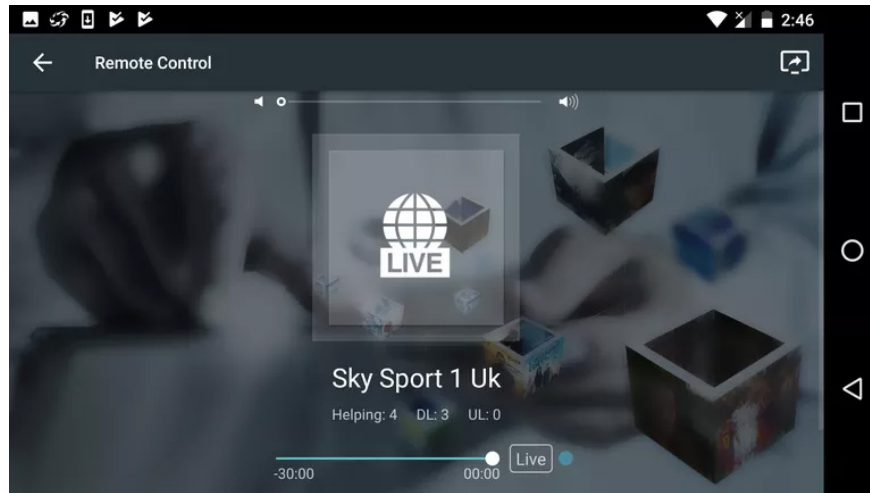 2:46
Remote Control
LIVE
Sky Sport 1 Uk
Helping: 4 DL: 3 UL: 0
-30:00 00:00 Live